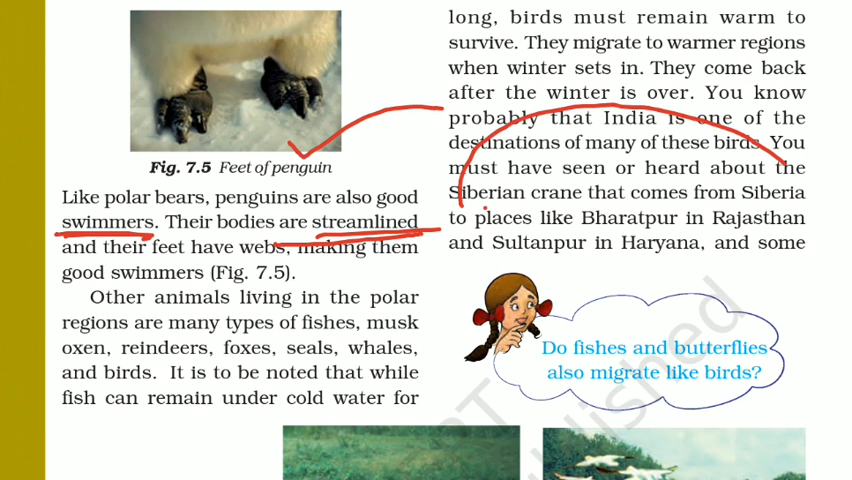 Fig. 7.5 Feet of penguin
Like polar bears, penguins are also good
swimmers. Their bodies are streamlined
and their feet have webs, making them
good swimmers (Fig. 7.5).
Other animals living in the polar
regions are many types of fishes, musk
oxen, reindeers, foxes, seals, whales,
and birds. It is to be noted that while
fish can remain under cold water for
long, birds must remain warm to
survive. They migrate to warmer regions
when winter sets in. They come back
after the winter is over. You know
probably that India is one of the
destinations of many of these birds. You
must have seen or heard about the
Siberian crane that comes from Siberia
to places like Bharatpur in Rajasthan
and Sultanpur in Haryana, and some
Do fishes and butterflies
also migrate like birds?